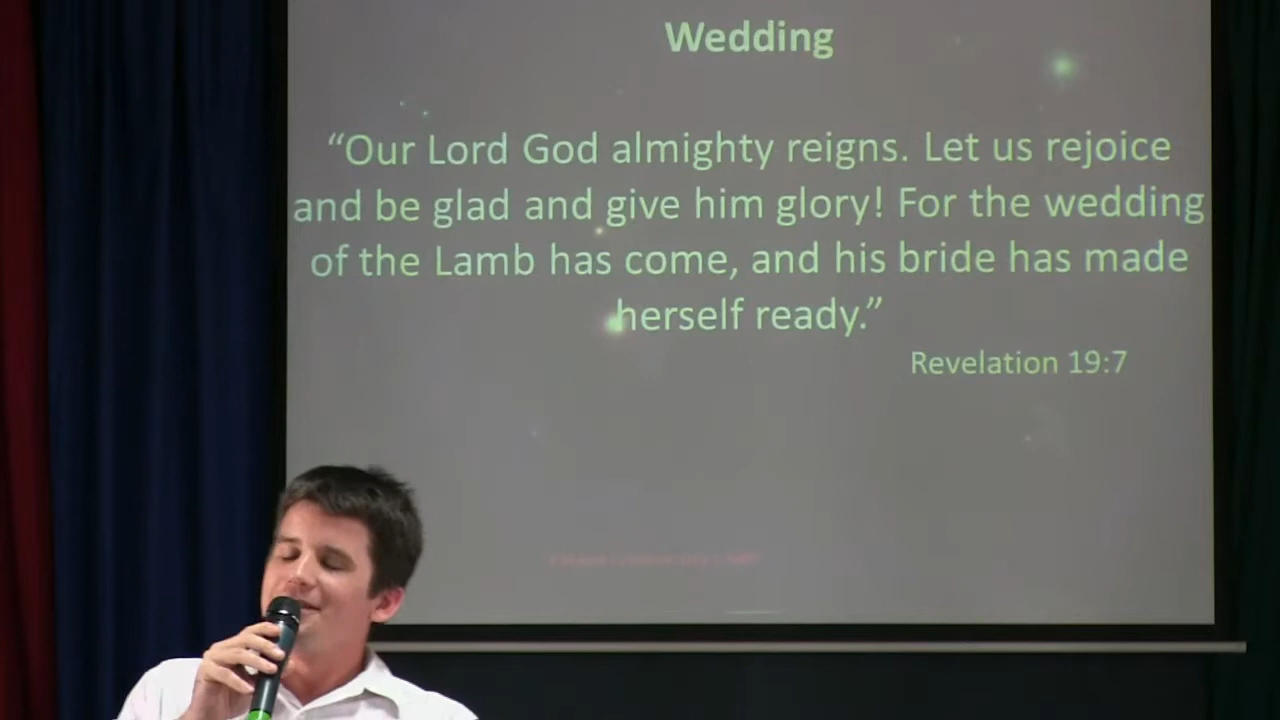 Wedding
“Our Lord God almighty reigns. Let us rejoice
and be glad and give him glory! For the wedding
of the Lamb has come, and his bride has made
herself ready.”
Revelation 19:7